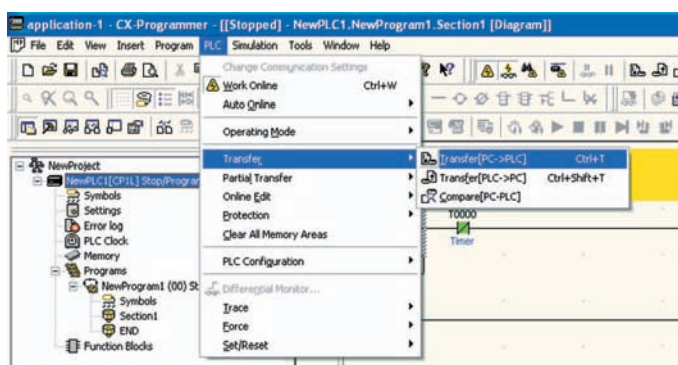 application-1 - CX-Programmer - [[Stopped] - NewPLC1.NewProgram1.Section1 [Diagram]]
File Edit View Insert Program PLC Simulation Tools Window Help
Change Communication Settings
Work Online Ctrl+W
Auto Online
Operating Mode
Transfer
Transfer[PC->PLC] Ctrl+T
Partial Transfer
Transfer[PLC->PC] Ctrl+Shift+T
Online Edit
Compare[PC-PLC]
Protection
Clear All Memory Areas
PLC Configuration
Differential Monitor...
Trace
Force
Set/Reset
NewProject
NewPLC1[CP1L] Stop/Program
Symbols
Settings
Error log
PLC Clock
Memory
Programs
NewProgram1 (00) St
Symbols
Section1
END
Function Blocks
T0000
Timer